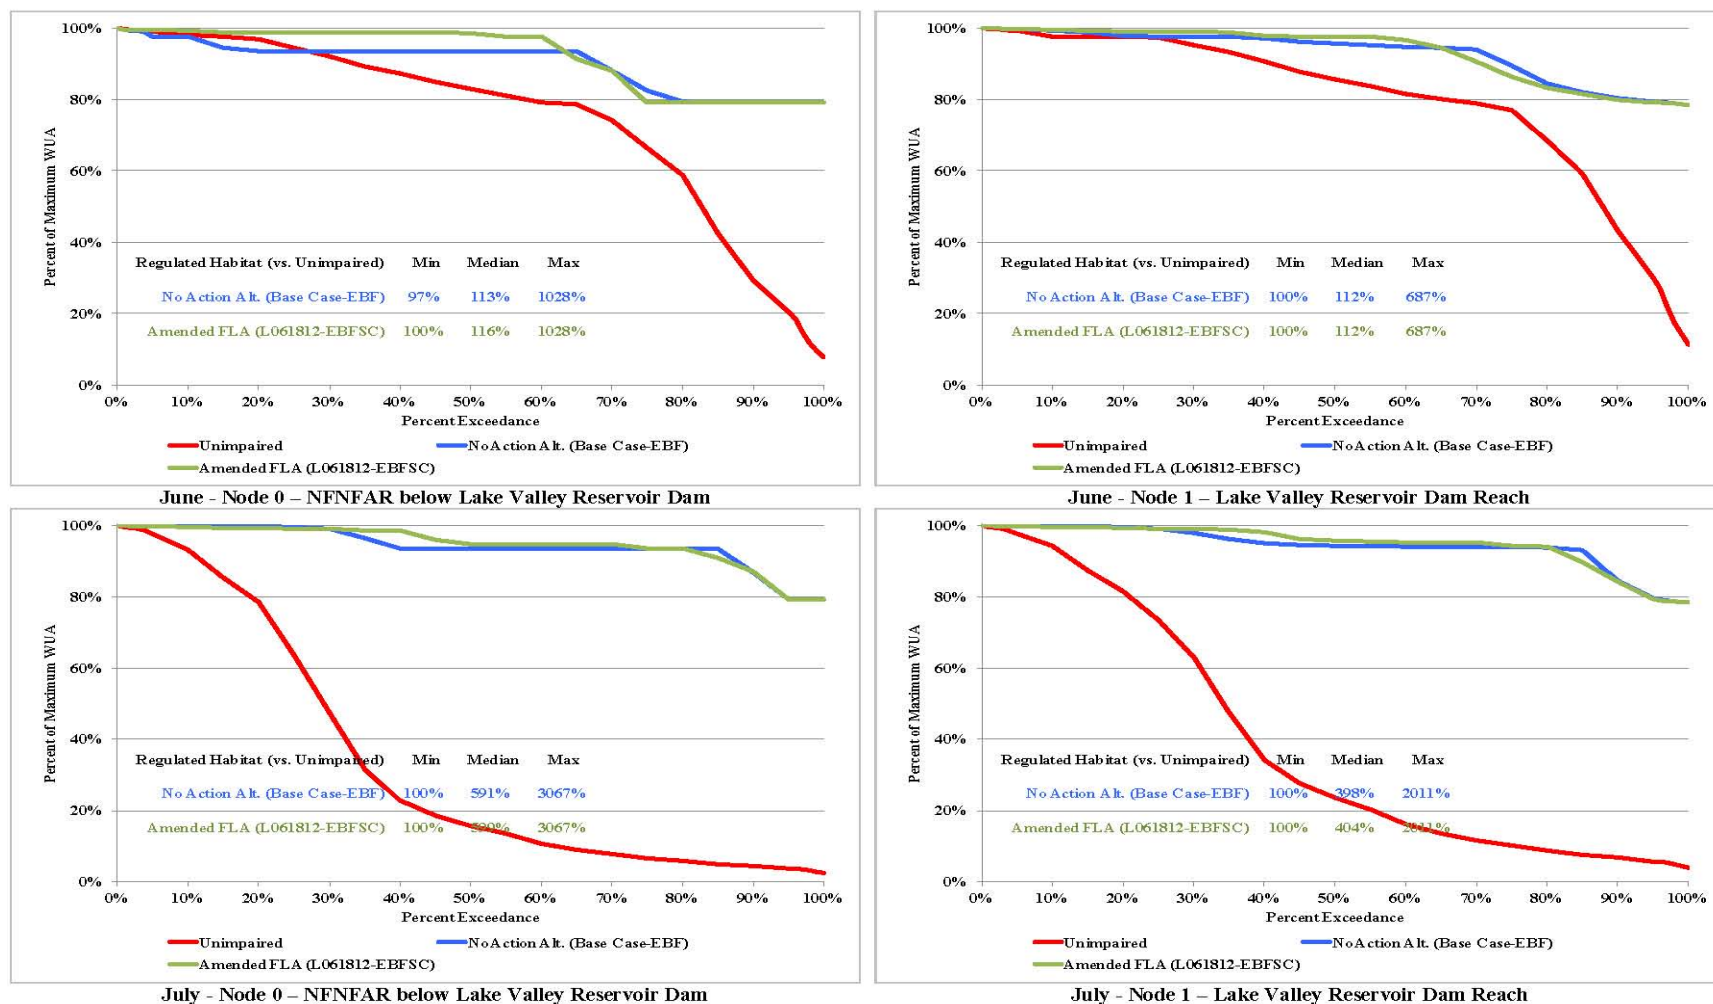 100%
80%
60%
40%
20%
0%
Percent of Maximum WUA
Regulated Habitat (vs. Unimpaired) Min Median Max
No Action Alt. (Base Case-EBF) 97% 113% 1028%
Amended FLA (L061812-EBFSC) 100% 116% 1028%
0% 10% 20% 30% 40% 50% 60% 70% 80% 90% 100%
Percent Exceedance
Unimpaired
No Action Alt. (Base Case-EBF)
Amended FLA (L061812-EBFSC)
June - Node 0 – NFNFAR below Lake Valley Reservoir Dam
100%
80%
60%
40%
20%
0%
Percent of Maximum WUA
Regulated Habitat (vs. Unimpaired) Min Median Max
No Action Alt. (Base Case-EBF) 100% 112% 687%
Amended FLA (L061812-EBFSC) 100% 112% 687%
0% 10% 20% 30% 40% 50% 60% 70% 80% 90% 100%
Percent Exceedance
Unimpaired
No Action Alt. (Base Case-EBF)
Amended FLA (L061812-EBFSC)
June - Node 1 – Lake Valley Reservoir Dam Reach
100%
80%
60%
40%
20%
0%
Percent of Maximum WUA
Regulated Habitat (vs. Unimpaired) Min Median Max
No Action Alt. (Base Case-EBF) 100% 591% 3067%
Amended FLA (L061812-EBFSC) 100% 3067%
0% 10% 20% 30% 40% 50% 60% 70% 80% 90% 100%
Percent Exceedance
Unimpaired
No Action Alt. (Base Case-EBF)
Amended FLA (L061812-EBFSC)
July - Node 0 – NFNFAR below Lake Valley Reservoir Dam
100%
80%
60%
40%
20%
0%
Percent of Maximum WUA
Regulated Habitat (vs. Unimpaired) Min Median Max
No Action Alt. (Base Case-EBF) 100% 398% 2011%
Amended FLA (L061812-EBFSC) 100% 404% 2011%
0% 10% 20% 30% 40% 50% 60% 70% 80% 90% 100%
Percent Exceedance
Unimpaired
No Action Alt. (Base Case-EBF)
Amended FLA (L061812-EBFSC)
July - Node 1 – Lake Valley Reservoir Dam Reach